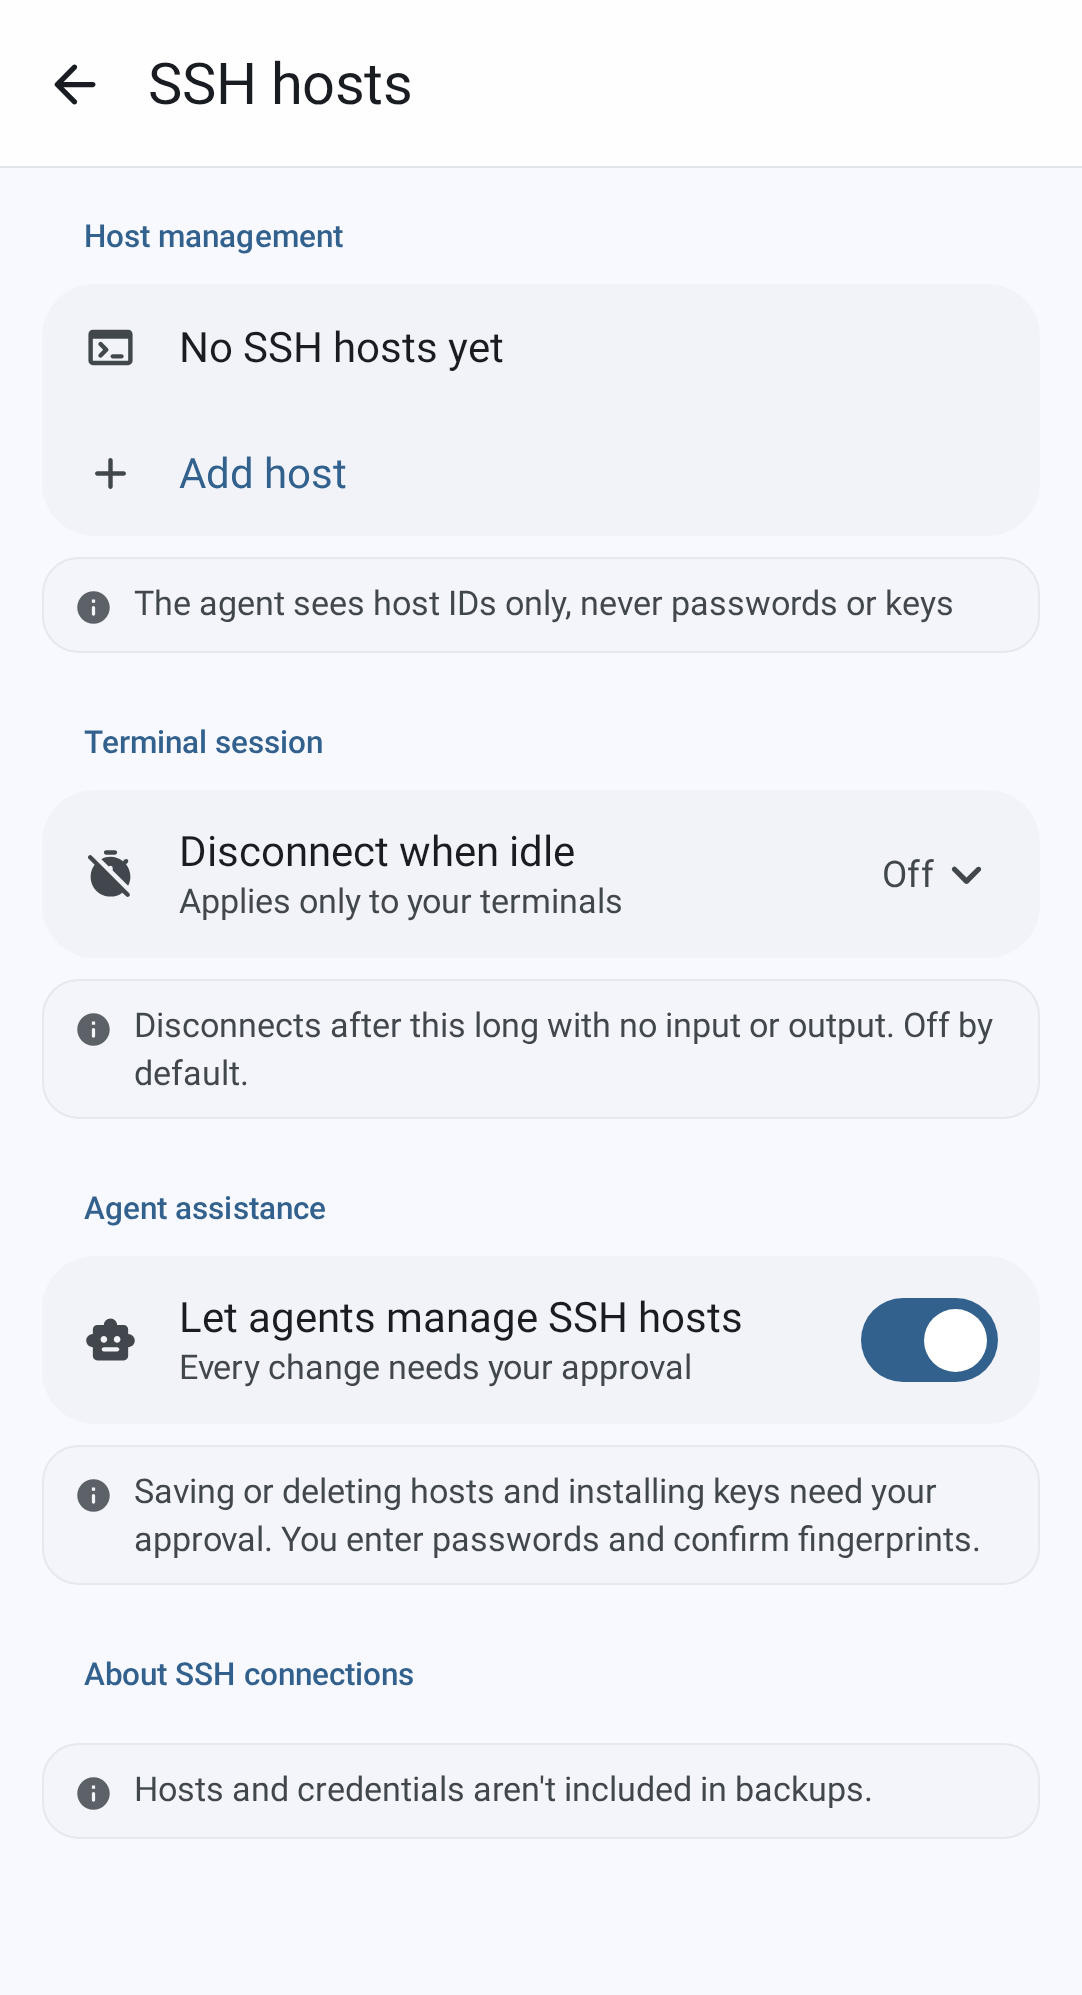 SSH hosts
Host management
No SSH hosts yet
Add host
The agent sees host IDs only, never passwords or keys
Terminal session
Disconnect when idle
Applies only to your terminals
Off
Disconnects after this long with no input or output. Off by
default.
Agent assistance
Let agents manage SSH hosts
Every change needs your approval
Saving or deleting hosts and installing keys need your
approval. You enter passwords and confirm fingerprints.
About SSH connections
Hosts and credentials aren't included in backups.